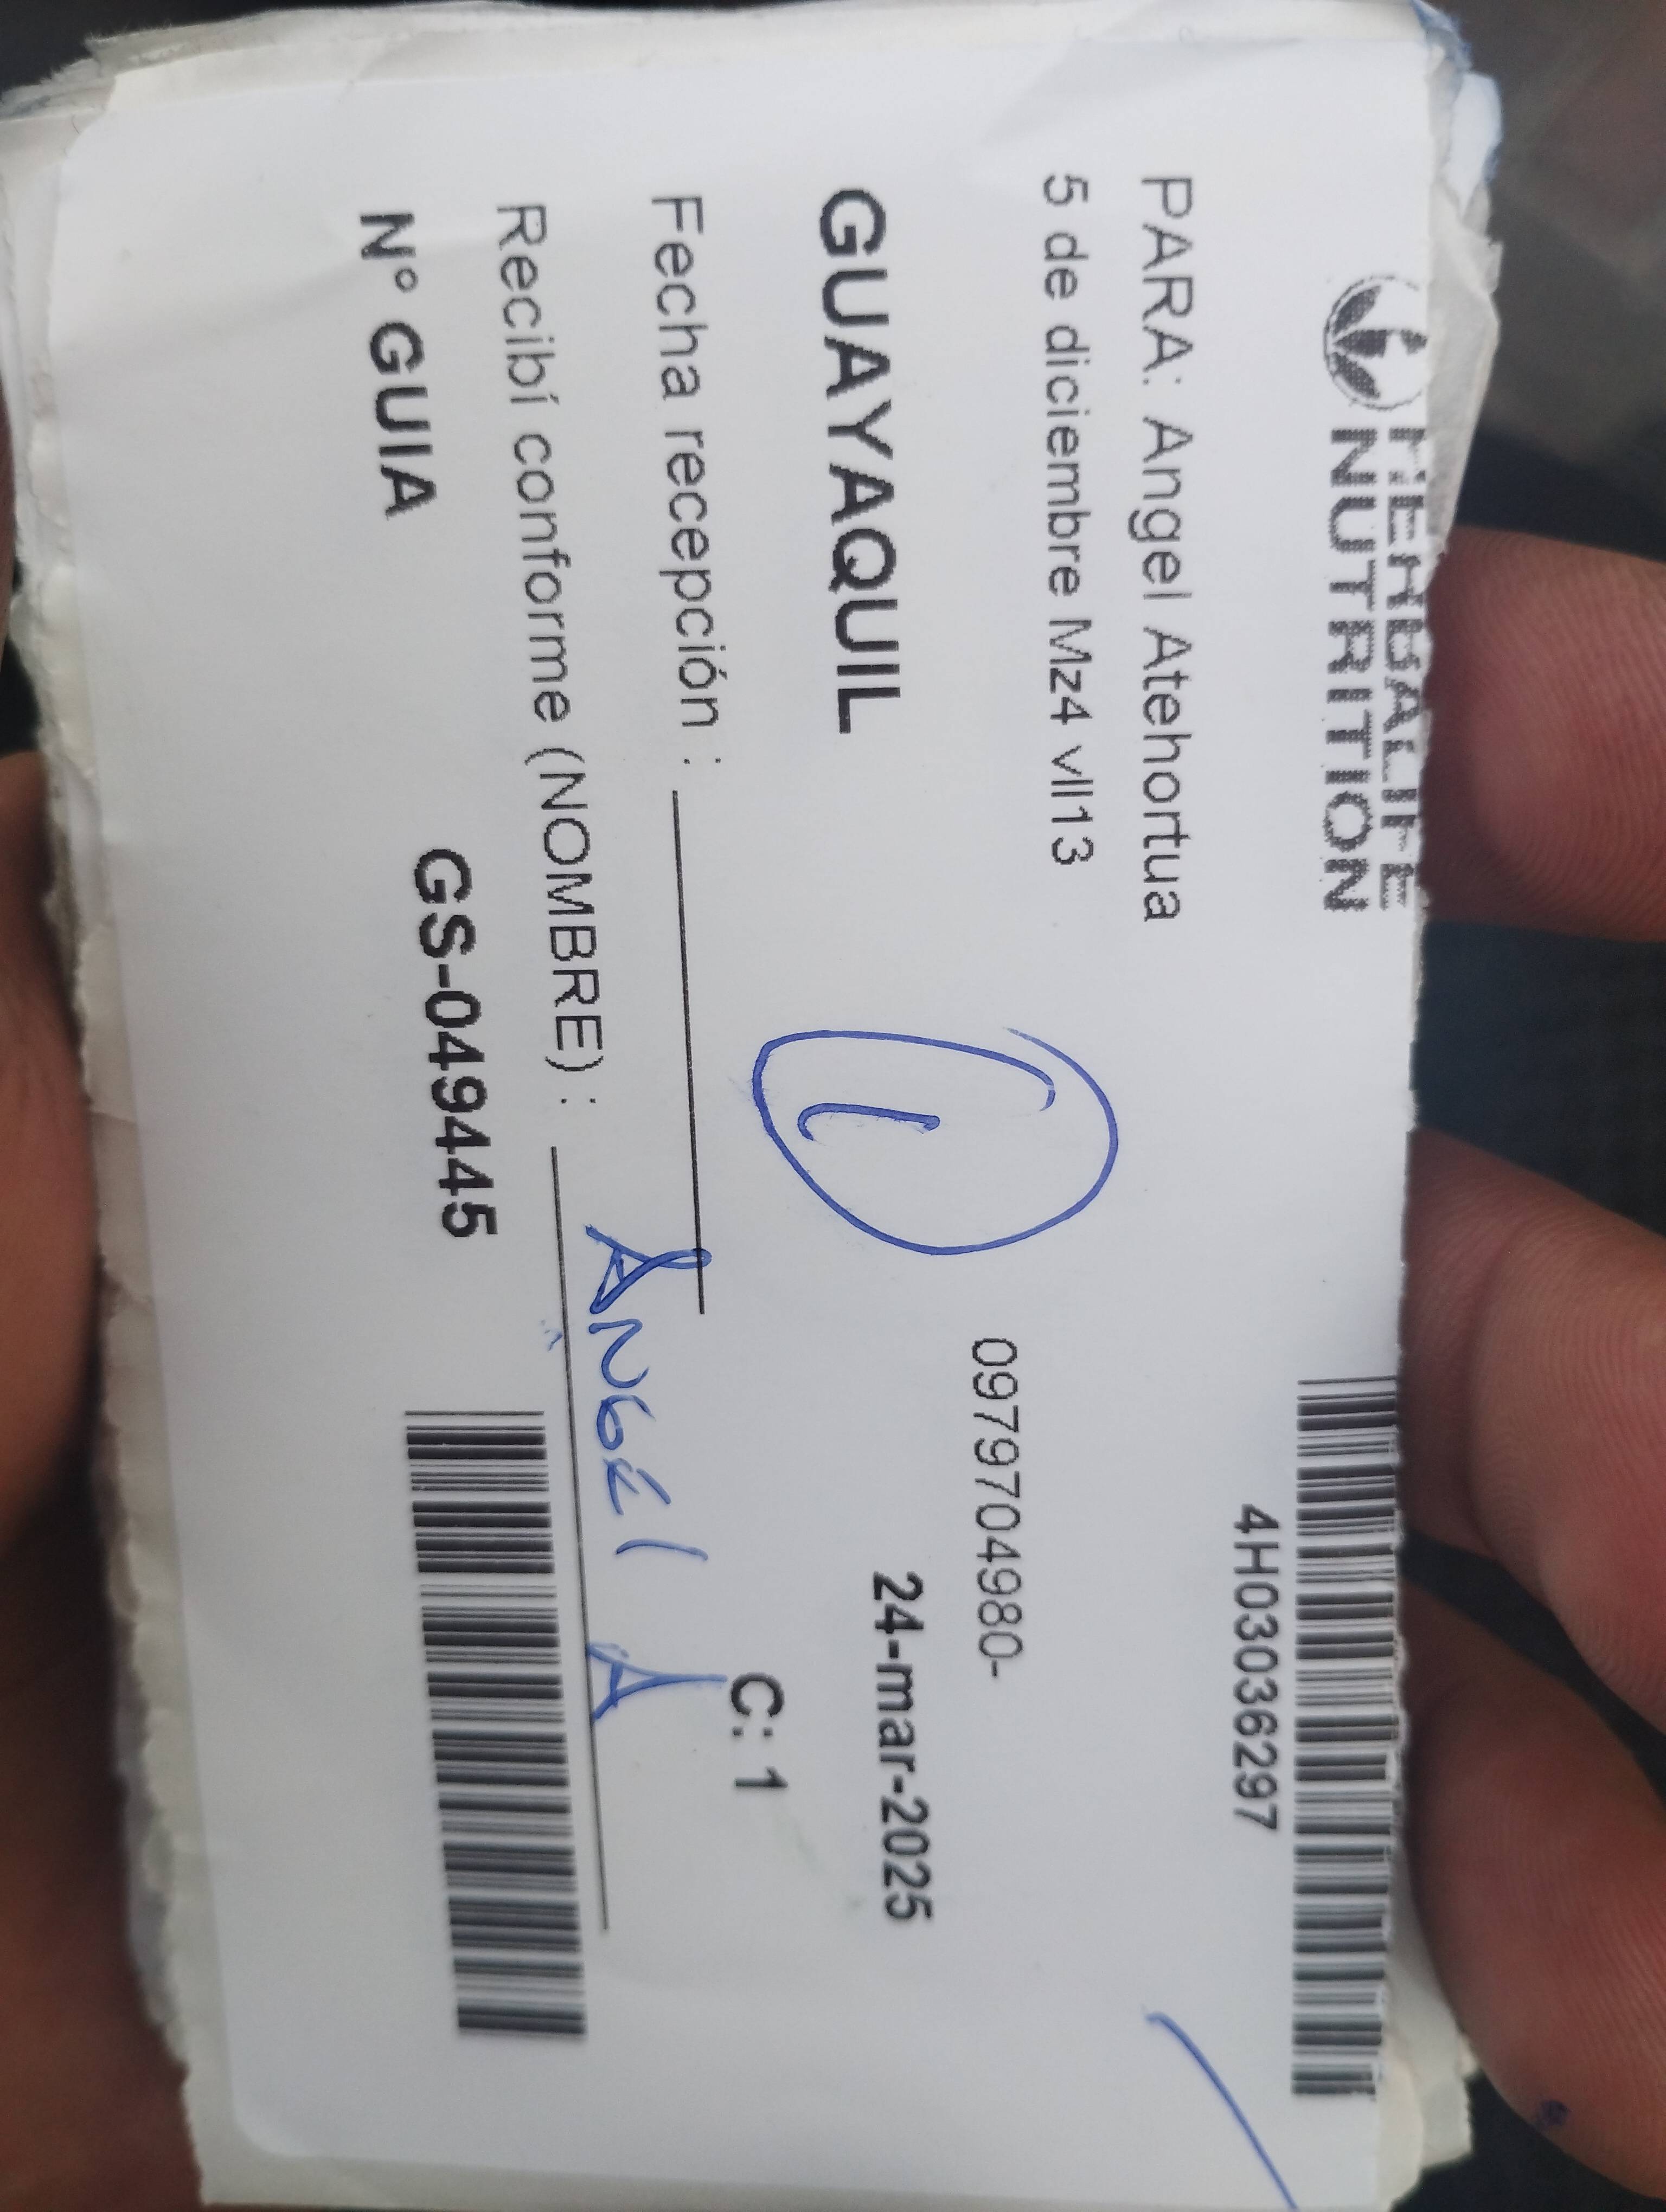 HERBALIFE
NUTRITION
4H03036297
PARA: Angel Atehortua
5 de diciembre Mz4 vll13
0979704980-
GUAYAQUIL
24-mar-2025
1
C: 1
Fecha recepción :
Recibí conforme (NOMBRE) : Angel A
N° GUIA GS-049445